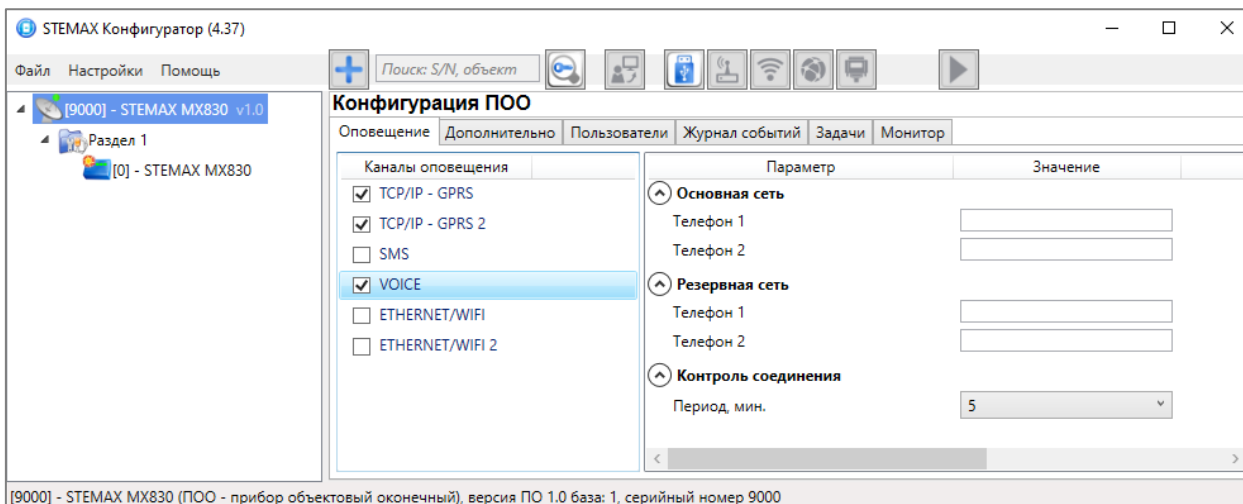 STEMAX Конфигуратор (4.37)
Файл Настройки Помощь
Поиск: S/N, объект
[9000] - STEMAX MX830 v1.0
Раздел 1
[0] - STEMAX MX830
Конфигурация ПОО
Оповещение Дополнительно Пользователи Журнал событий Задачи Монитор
Каналы оповещения
TCP/IP - GPRS
TCP/IP - GPRS 2
SMS
VOICE
ETHERNET/WIFI
ETHERNET/WIFI 2
Параметр Значение
Основная сеть
Телефон 1
Телефон 2
Резервная сеть
Телефон 1
Телефон 2
Контроль соединения
Период, мин. 5
[9000] - STEMAX MX830 (ПОО - прибор объектовый оконечный), версия ПО 1.0 база: 1, серийный номер 9000